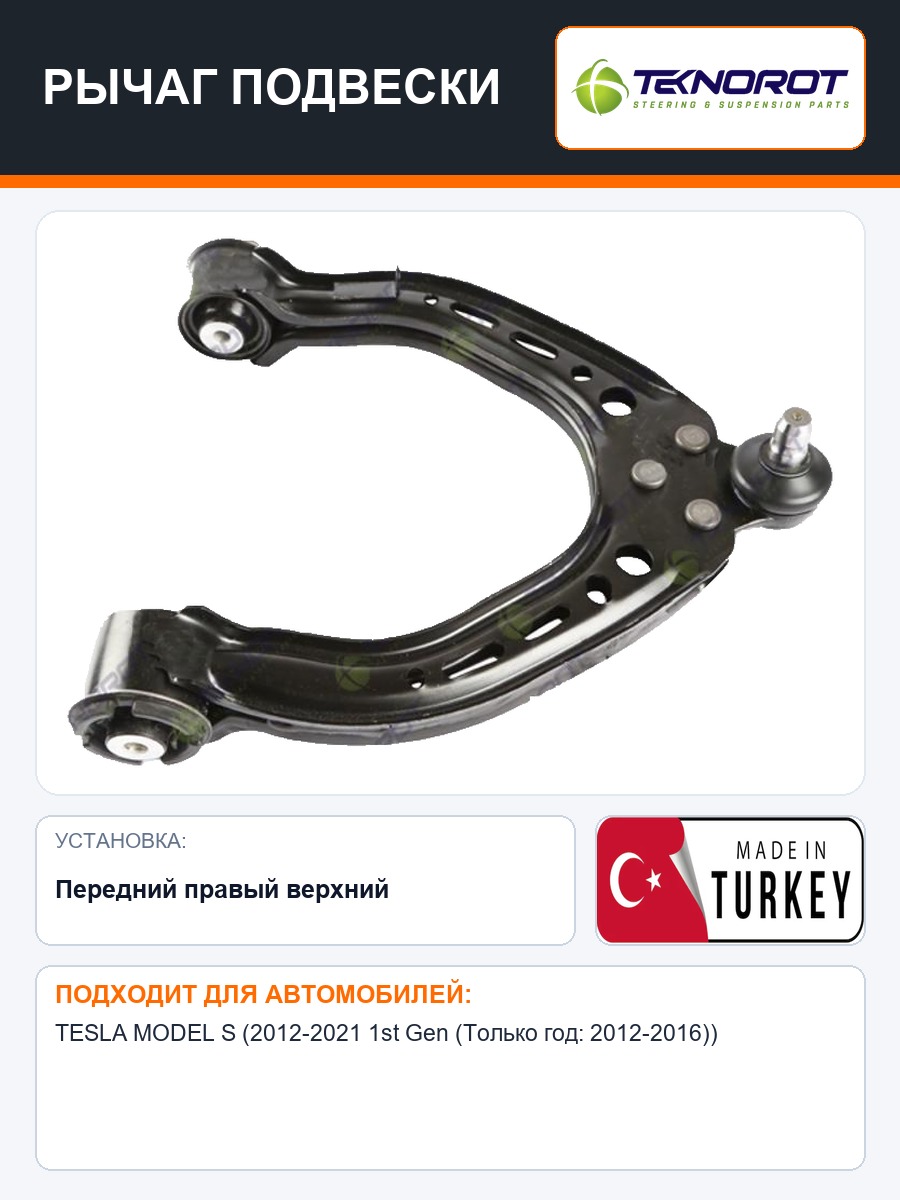 РЫЧАГ ПОДВЕСКИ
TEKNOROT
STEERING & SUSPENSION PARTS
УСТАНОВКА:
Передний правый верхний
MADE IN
TURKEY
ПОДХОДИТ ДЛЯ АВТОМОБИЛЕЙ:
TESLA MODEL S (2012-2021 1st Gen (Только год: 2012-2016))